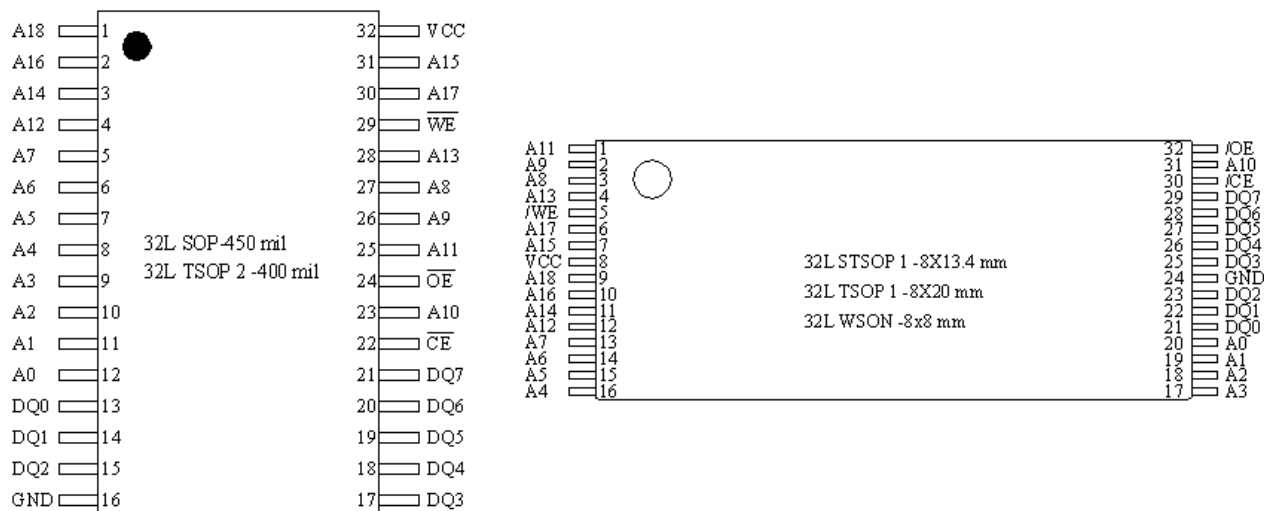 A18 1 32 VCC
A16 2 31 A15
A14 3 30 A17
A12 4 29 W̅E̅
A7 5 28 A13
A6 6 27 A8
A5 7 26 A9
A4 8 25 A11
A3 9 24 O̅E̅
A2 10 23 A10
A1 11 22 C̅E̅
A0 12 21 DQ7
DQ0 13 20 DQ6
DQ1 14 19 DQ5
DQ2 15 18 DQ4
GND 16 17 DQ3
32L SOP-450 mil
32L TSOP 2 -400 mil
A11 1 32 /OE
A9 2 31 A10
A8 3 30 /CE
A13 4 29 DQ7
/WE 5 28 DQ6
A17 6 27 DQ5
A15 7 26 DQ4
VCC 8 25 DQ3
A18 9 24 GND
A16 10 23 DQ2
A14 11 22 DQ1
A12 12 21 DQ0
A7 13 20 A0
A6 14 19 A1
A5 15 18 A2
A4 16 17 A3
32L STSOP 1 -8X13.4 mm
32L TSOP 1 -8X20 mm
32L WSON -8x8 mm